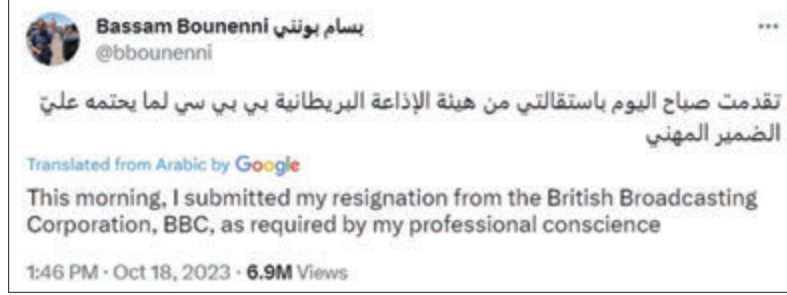 Bassam Bounenni بسام بونني
@bbounenni
تقدمت صباح اليوم باستقالتي من هيئة الإذاعة البريطانية بي بي سي لما يحتمه عليّ
الضمير المهني
Translated from Arabic by Google
This morning, I submitted my resignation from the British Broadcasting
Corporation, BBC, as required by my professional conscience
1:46 PM · Oct 18, 2023 · 6.9M Views